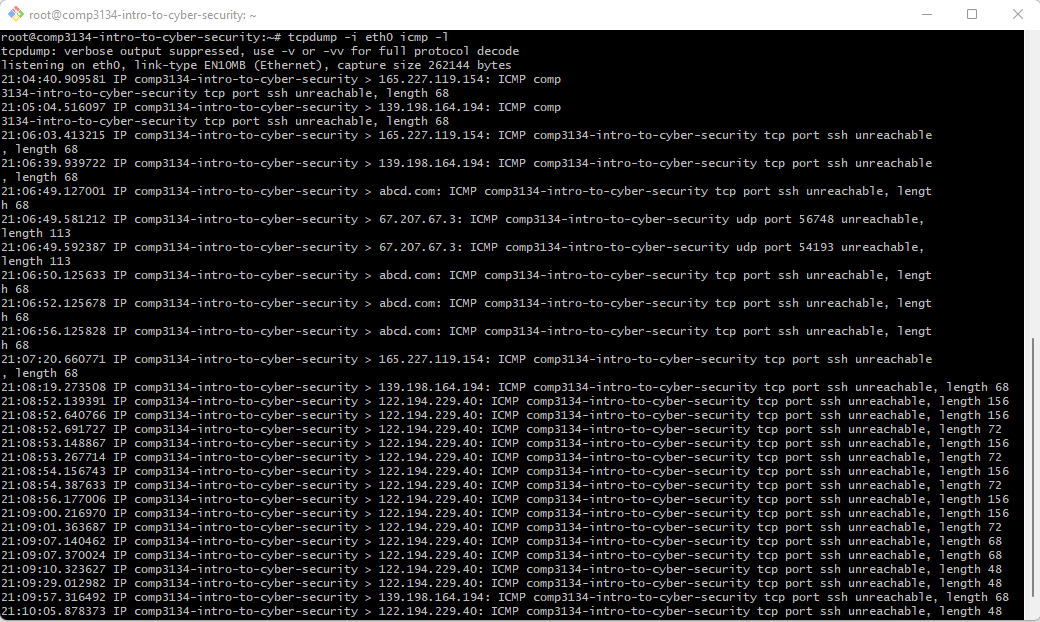 root@comp3134-intro-to-cyber-security: ~
root@comp3134-intro-to-cyber-security:~# tcpdump -i eth0 icmp -l
tcpdump: verbose output suppressed, use -v or -vv for full protocol decode
listening on eth0, link-type EN10MB (Ethernet), capture size 262144 bytes
21:04:40.909581 IP comp3134-intro-to-cyber-security > 165.227.119.154: ICMP comp
3134-intro-to-cyber-security tcp port ssh unreachable, length 68
21:05:04.516097 IP comp3134-intro-to-cyber-security > 139.198.164.194: ICMP comp
3134-intro-to-cyber-security tcp port ssh unreachable, length 68
21:06:03.413215 IP comp3134-intro-to-cyber-security > 165.227.119.154: ICMP comp3134-intro-to-cyber-security tcp port ssh unreachable
, length 68
21:06:39.939722 IP comp3134-intro-to-cyber-security > 139.198.164.194: ICMP comp3134-intro-to-cyber-security tcp port ssh unreachable
, length 68
21:06:49.127001 IP comp3134-intro-to-cyber-security > abcd.com: ICMP comp3134-intro-to-cyber-security tcp port ssh unreachable, lengt
h 68
21:06:49.581212 IP comp3134-intro-to-cyber-security > 67.207.67.3: ICMP comp3134-intro-to-cyber-security udp port 56748 unreachable,
length 113
21:06:49.592387 IP comp3134-intro-to-cyber-security > 67.207.67.3: ICMP comp3134-intro-to-cyber-security udp port 54193 unreachable,
length 113
21:06:50.125633 IP comp3134-intro-to-cyber-security > abcd.com: ICMP comp3134-intro-to-cyber-security tcp port ssh unreachable, lengt
h 68
21:06:52.125678 IP comp3134-intro-to-cyber-security > abcd.com: ICMP comp3134-intro-to-cyber-security tcp port ssh unreachable, lengt
h 68
21:06:56.125828 IP comp3134-intro-to-cyber-security > abcd.com: ICMP comp3134-intro-to-cyber-security tcp port ssh unreachable, lengt
h 68
21:07:20.660771 IP comp3134-intro-to-cyber-security > 165.227.119.154: ICMP comp3134-intro-to-cyber-security tcp port ssh unreachable
, length 68
21:08:19.273508 IP comp3134-intro-to-cyber-security > 139.198.164.194: ICMP comp3134-intro-to-cyber-security tcp port ssh unreachable, length 68
21:08:52.139391 IP comp3134-intro-to-cyber-security > 122.194.229.40: ICMP comp3134-intro-to-cyber-security tcp port ssh unreachable, length 156
21:08:52.640766 IP comp3134-intro-to-cyber-security > 122.194.229.40: ICMP comp3134-intro-to-cyber-security tcp port ssh unreachable, length 156
21:08:52.691727 IP comp3134-intro-to-cyber-security > 122.194.229.40: ICMP comp3134-intro-to-cyber-security tcp port ssh unreachable, length 72
21:08:53.148867 IP comp3134-intro-to-cyber-security > 122.194.229.40: ICMP comp3134-intro-to-cyber-security tcp port ssh unreachable, length 156
21:08:53.267714 IP comp3134-intro-to-cyber-security > 122.194.229.40: ICMP comp3134-intro-to-cyber-security tcp port ssh unreachable, length 72
21:08:54.156743 IP comp3134-intro-to-cyber-security > 122.194.229.40: ICMP comp3134-intro-to-cyber-security tcp port ssh unreachable, length 156
21:08:54.387633 IP comp3134-intro-to-cyber-security > 122.194.229.40: ICMP comp3134-intro-to-cyber-security tcp port ssh unreachable, length 72
21:08:56.177006 IP comp3134-intro-to-cyber-security > 122.194.229.40: ICMP comp3134-intro-to-cyber-security tcp port ssh unreachable, length 156
21:09:00.216970 IP comp3134-intro-to-cyber-security > 122.194.229.40: ICMP comp3134-intro-to-cyber-security tcp port ssh unreachable, length 156
21:09:01.363687 IP comp3134-intro-to-cyber-security > 122.194.229.40: ICMP comp3134-intro-to-cyber-security tcp port ssh unreachable, length 72
21:09:07.140462 IP comp3134-intro-to-cyber-security > 122.194.229.40: ICMP comp3134-intro-to-cyber-security tcp port ssh unreachable, length 68
21:09:07.370024 IP comp3134-intro-to-cyber-security > 122.194.229.40: ICMP comp3134-intro-to-cyber-security tcp port ssh unreachable, length 68
21:09:10.323627 IP comp3134-intro-to-cyber-security > 122.194.229.40: ICMP comp3134-intro-to-cyber-security tcp port ssh unreachable, length 48
21:09:29.012982 IP comp3134-intro-to-cyber-security > 122.194.229.40: ICMP comp3134-intro-to-cyber-security tcp port ssh unreachable, length 48
21:09:57.316492 IP comp3134-intro-to-cyber-security > 139.198.164.194: ICMP comp3134-intro-to-cyber-security tcp port ssh unreachable, length 68
21:10:05.878373 IP comp3134-intro-to-cyber-security > 122.194.229.40: ICMP comp3134-intro-to-cyber-security tcp port ssh unreachable, length 48